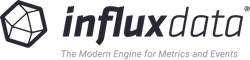 influxdata®
The Modern Engine for Metrics and Events